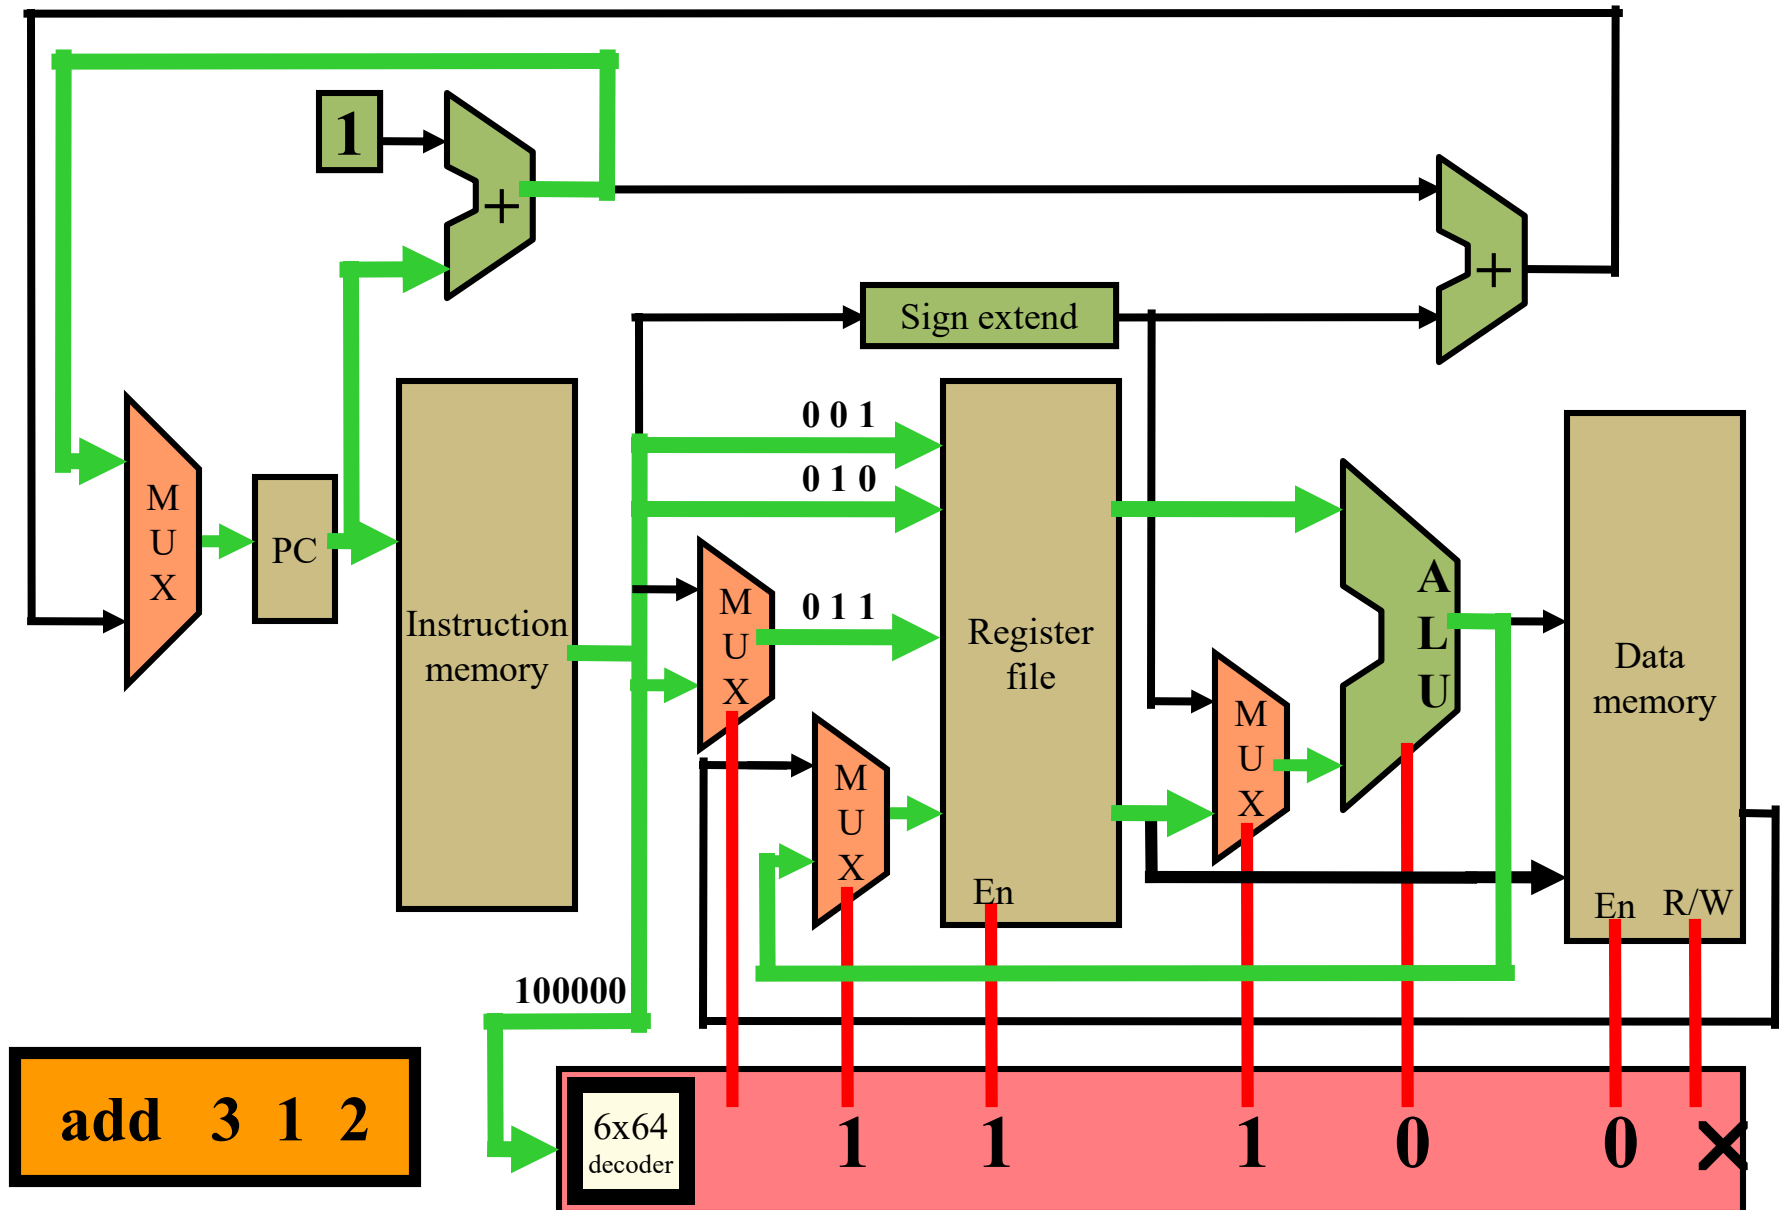 1
+
+
Sign extend
0 0 1
0 1 0
0 1 1
M
U
X
PC
Instruction
memory
M
U
X
Register
file
En
M
U
X
M
U
X
A
L
U
Data
memory
En R/W
100000
add 3 1 2
6x64
decoder
1 1 1 0 0 X